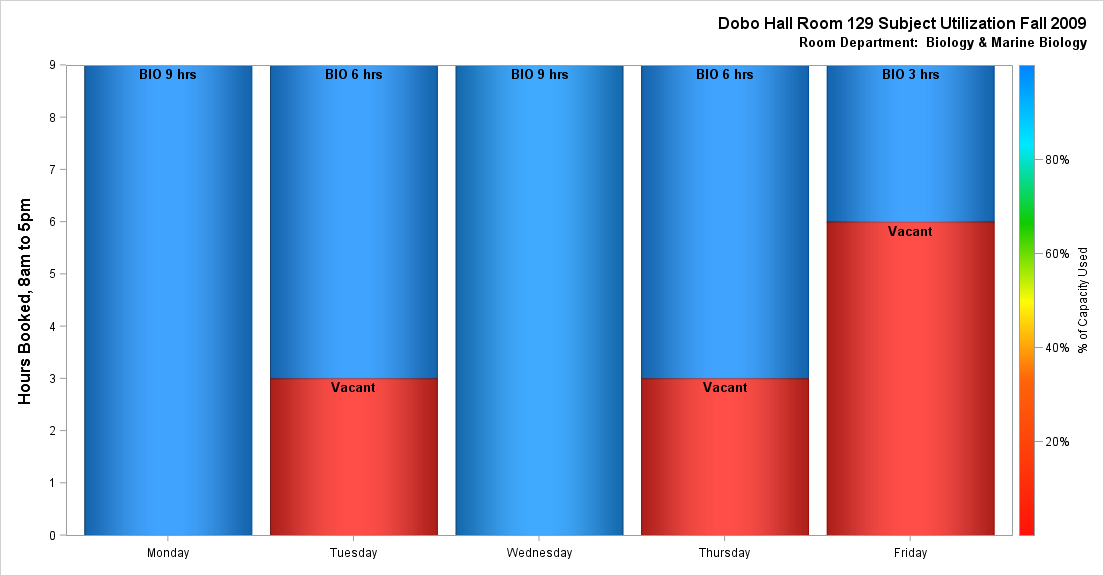 Dobo Hall Room 129 Subject Utilization Fall 2009
Room Department:  Biology & Marine Biology
Hours Booked, 8am to 5pm
9
8
7
6
5
4
3
2
1
0
BIO 9 hrs
BIO 6 hrs
BIO 9 hrs
BIO 6 hrs
BIO 3 hrs
Vacant
Vacant
Vacant
Monday
Tuesday
Wednesday
Thursday
Friday
80%
60%
40%
20%
% of Capacity Used